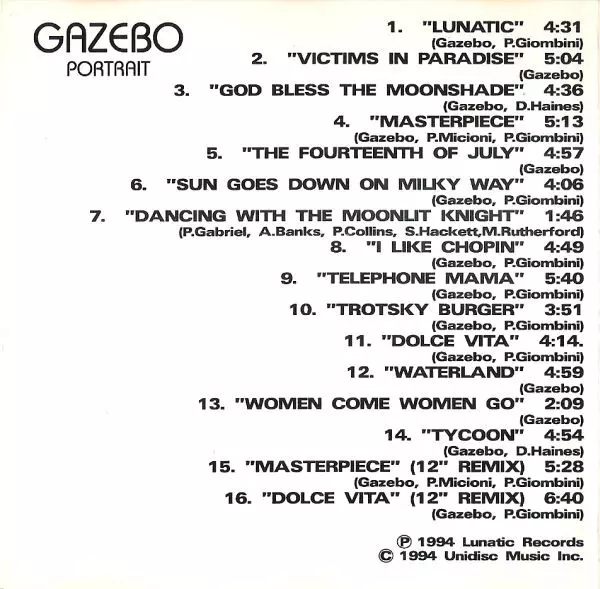 GAZEBO
PORTRAIT
1. "LUNATIC" 4:31
(Gazebo, P.Giombini)
2. "VICTIMS IN PARADISE" 5:04
(Gazebo)
3. "GOD BLESS THE MOONSHADE" 4:36
(Gazebo, D.Haines)
4. "MASTERPIECE" 5:13
(Gazebo, P.Micioni, P.Giombini)
5. "THE FOURTEENTH OF JULY" 4:57
(Gazebo)
6. "SUN GOES DOWN ON MILKY WAY" 4:06
(Gazebo, P.Giombini)
7. "DANCING WITH THE MOONLIT KNIGHT" 1:46
(P.Gabriel, A.Banks, P.Collins, S.Hackett,M.Rutherford)
8. "I LIKE CHOPIN" 4:49
(Gazebo, P.Giombini)
9. "TELEPHONE MAMA" 5:40
(Gazebo, P.Giombini)
10. "TROTSKY BURGER" 3:51
(Gazebo, P.Giombini)
11. "DOLCE VITA" 4:14.
(Gazebo, P.Giombini)
12. "WATERLAND" 4:59
(Gazebo)
13. "WOMEN COME WOMEN GO" 2:09
(Gazebo)
14. "TYCOON" 4:54
(Gazebo, D.Haines)
15. "MASTERPIECE" (12" REMIX) 5:28
(Gazebo, P.Micioni, P.Giombini)
16. "DOLCE VITA" (12" REMIX) 6:40
(Gazebo, P.Giombini)
℗ 1994 Lunatic Records
© 1994 Unidisc Music Inc.